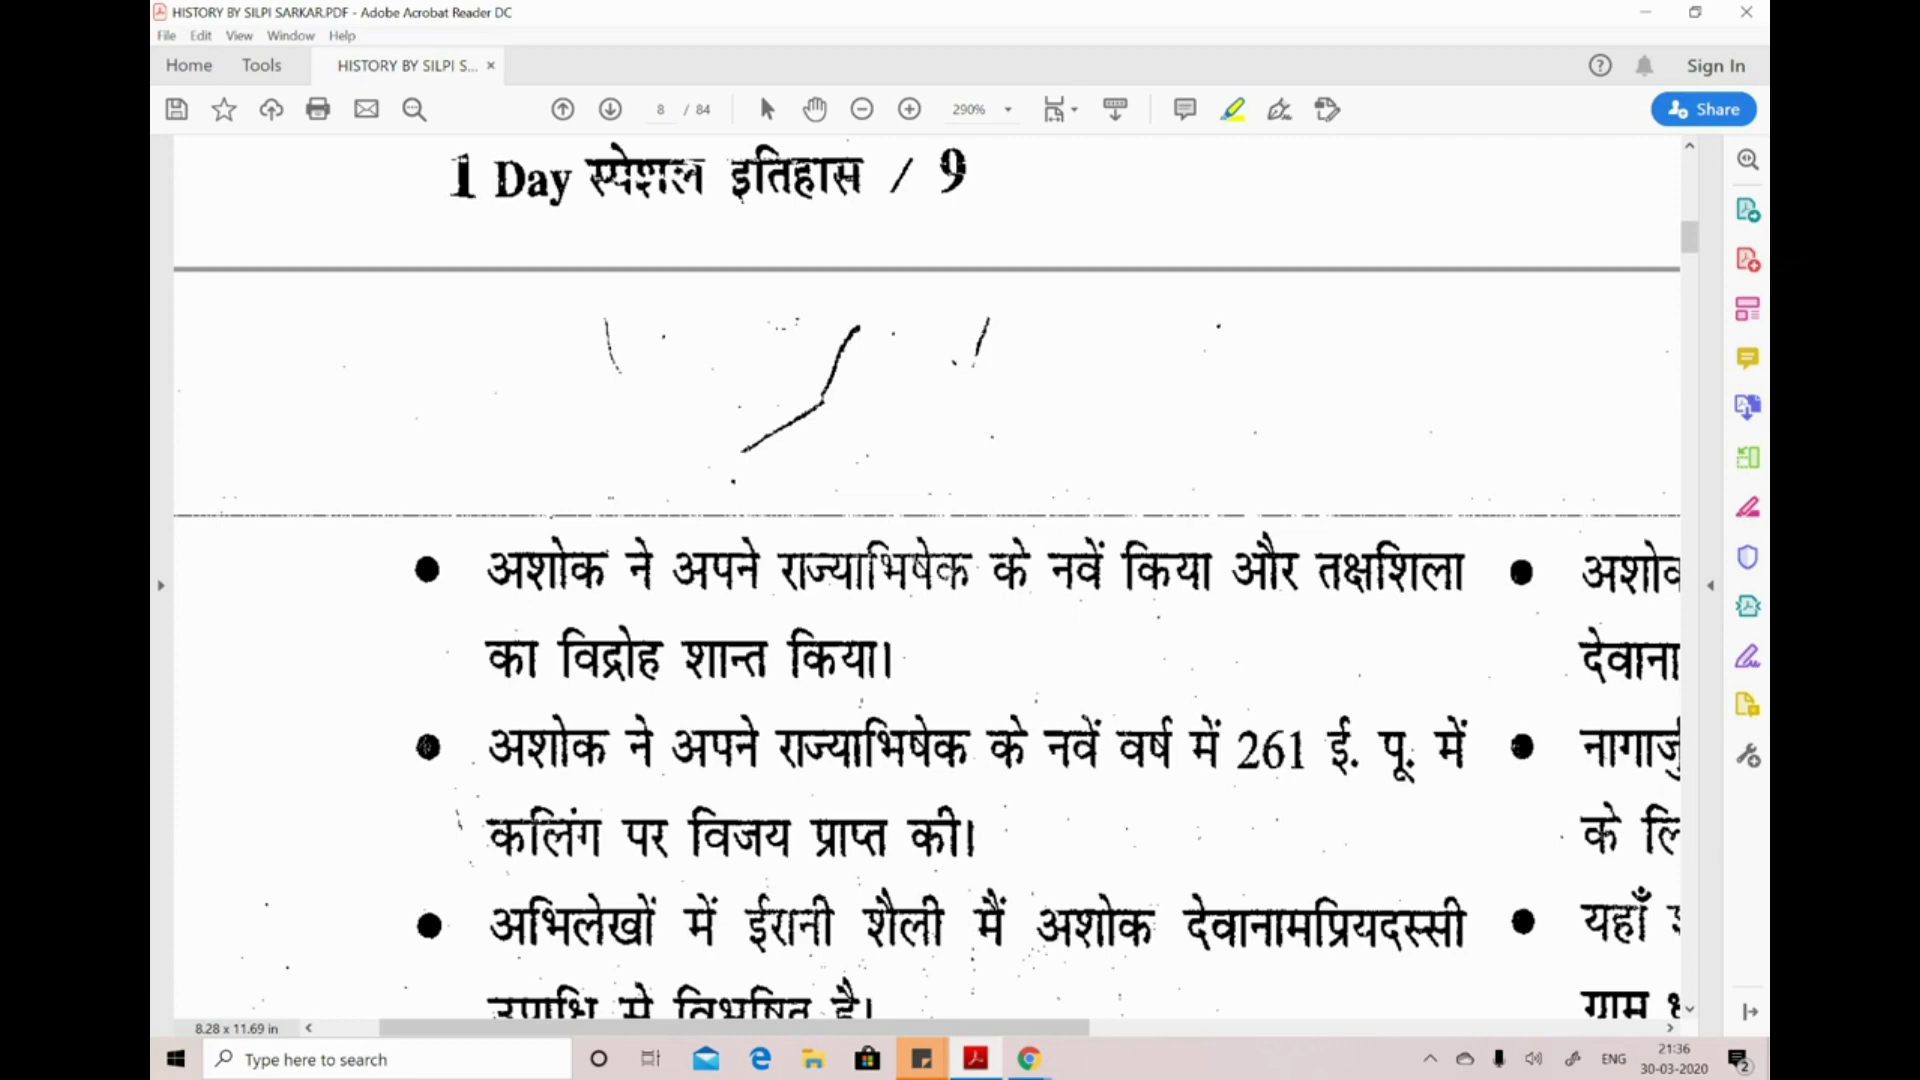 HISTORY BY SILPI SARKAR.PDF - Adobe Acrobat Reader DC
File Edit View Window Help
Home Tools HISTORY BY SILPI S... × Sign In
8 / 84 290% Share
1 Day स्पेशल इतिहास / 9
● अशोक ने अपने राज्याभिषेक के नवें किया और तक्षशिला
का विद्रोह शान्त किया।
● अशोक ने अपने राज्याभिषेक के नवें वर्ष में 261 ई. पू. में
कलिंग पर विजय प्राप्त की।
● अभिलेखों में ईरानी शैली मैं अशोक देवानामप्रियदस्सी
उपाधि से विभूषित है।
● देवाना
● के लि
● यहाँ
8.28 x 11.69 in
Type here to search
ENG
21:36
30-03-2020
2